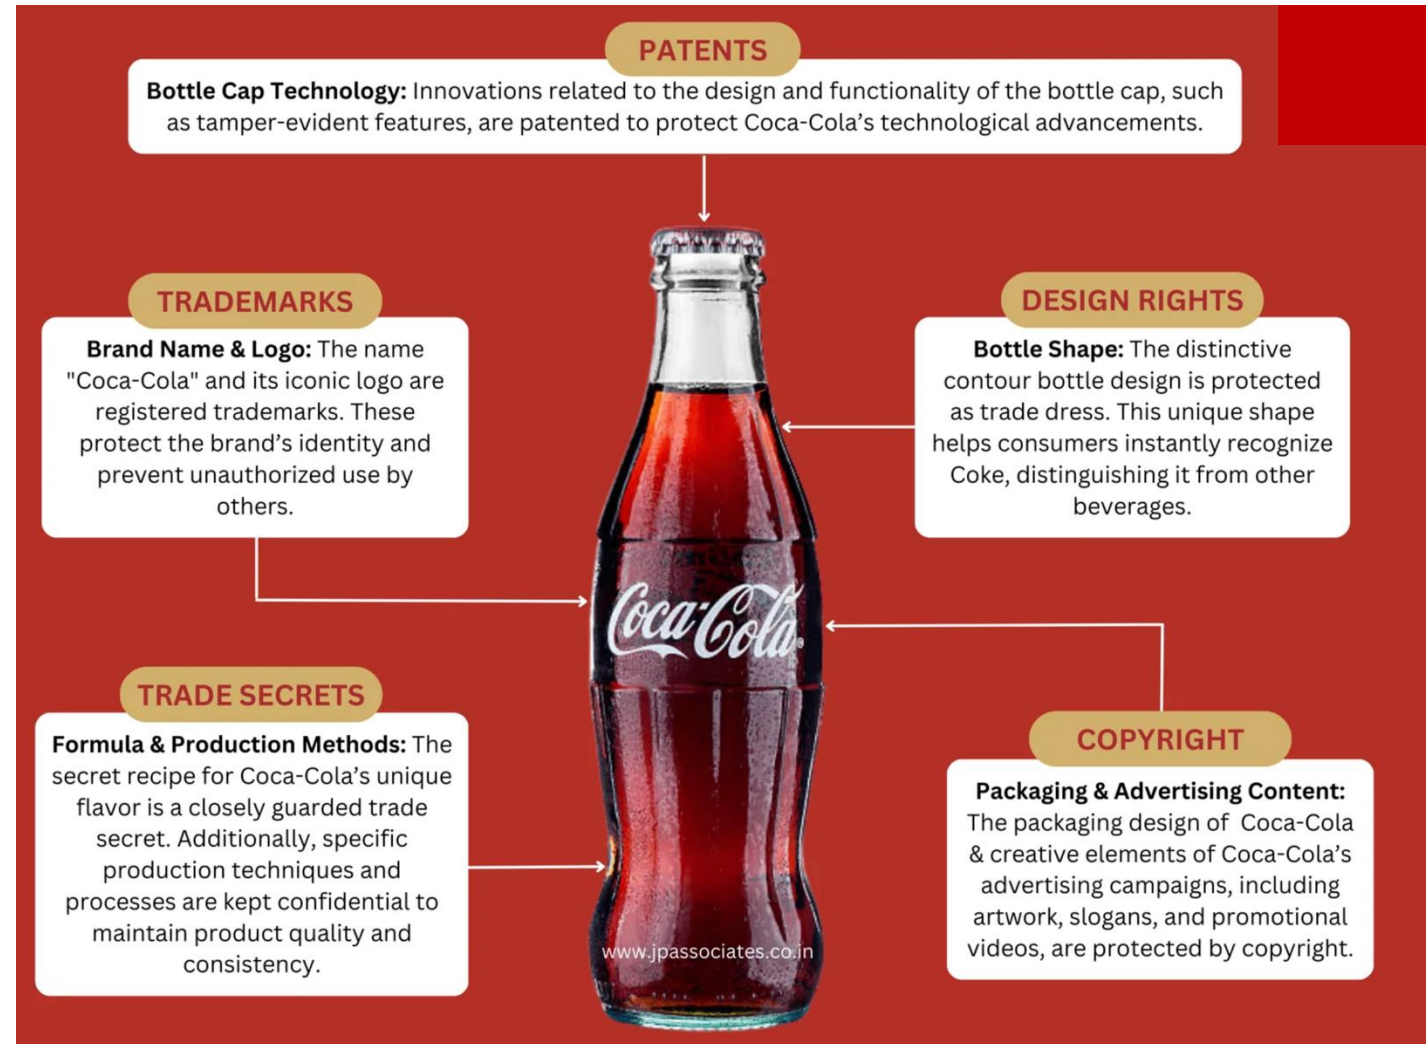 PATENTS
Bottle Cap Technology: Innovations related to the design and functionality of the bottle cap, such
as tamper-evident features, are patented to protect Coca-Cola’s technological advancements.
TRADEMARKS
Brand Name & Logo: The name
"Coca-Cola" and its iconic logo are
registered trademarks. These
protect the brand’s identity and
prevent unauthorized use by
others.
DESIGN RIGHTS
Bottle Shape: The distinctive
contour bottle design is protected
as trade dress. This unique shape
helps consumers instantly recognize
Coke, distinguishing it from other
beverages.
Coca-Cola®
TRADE SECRETS
Formula & Production Methods: The
secret recipe for Coca-Cola’s unique
flavor is a closely guarded trade
secret. Additionally, specific
production techniques and
processes are kept confidential to
maintain product quality and
consistency.
COPYRIGHT
Packaging & Advertising Content:
The packaging design of  Coca-Cola
& creative elements of Coca-Cola’s
advertising campaigns, including
artwork, slogans, and promotional
videos, are protected by copyright.
www.jpassociates.co.in